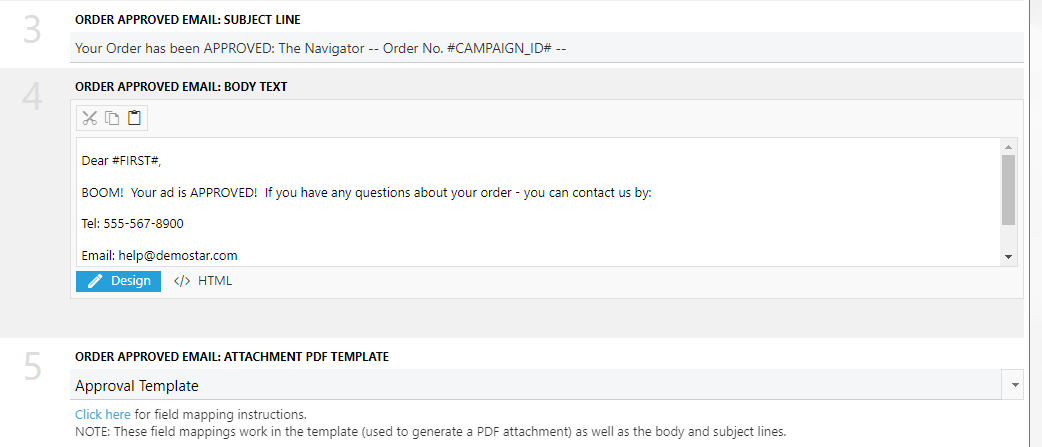 3
ORDER APPROVED EMAIL: SUBJECT LINE
Your Order has been APPROVED: The Navigator -- Order No. #CAMPAIGN_ID# --
4
ORDER APPROVED EMAIL: BODY TEXT
Dear #FIRST#,
BOOM!  Your ad is APPROVED!  If you have any questions about your order - you can contact us by:
Tel: 555-567-8900
Email: help@demostar.com
Design </> HTML
5
ORDER APPROVED EMAIL: ATTACHMENT PDF TEMPLATE
Approval Template
Click here for field mapping instructions.
NOTE: These field mappings work in the template (used to generate a PDF attachment) as well as the body and subject lines.